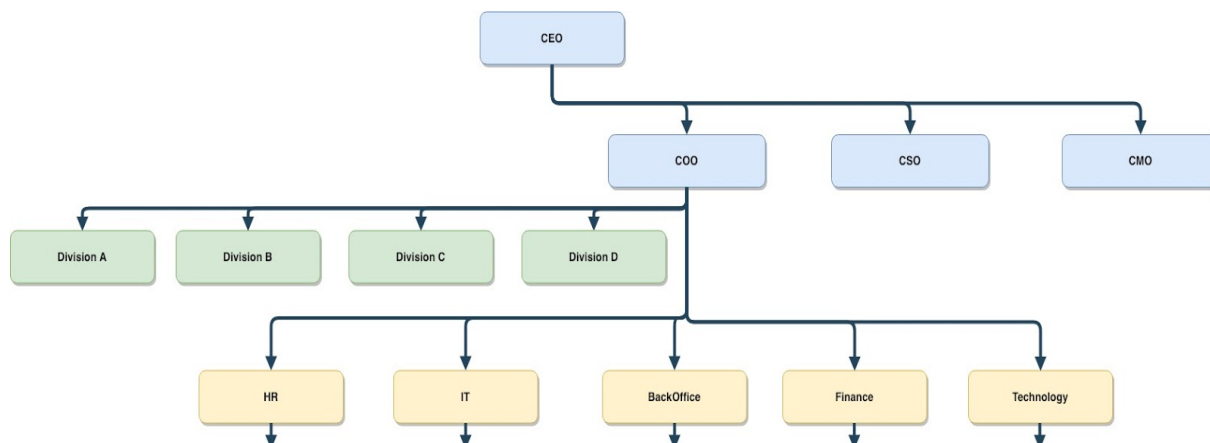 CEO
COO
CSO
CMO
Division A
Division B
Division C
Division D
HR
IT
BackOffice
Finance
Technology